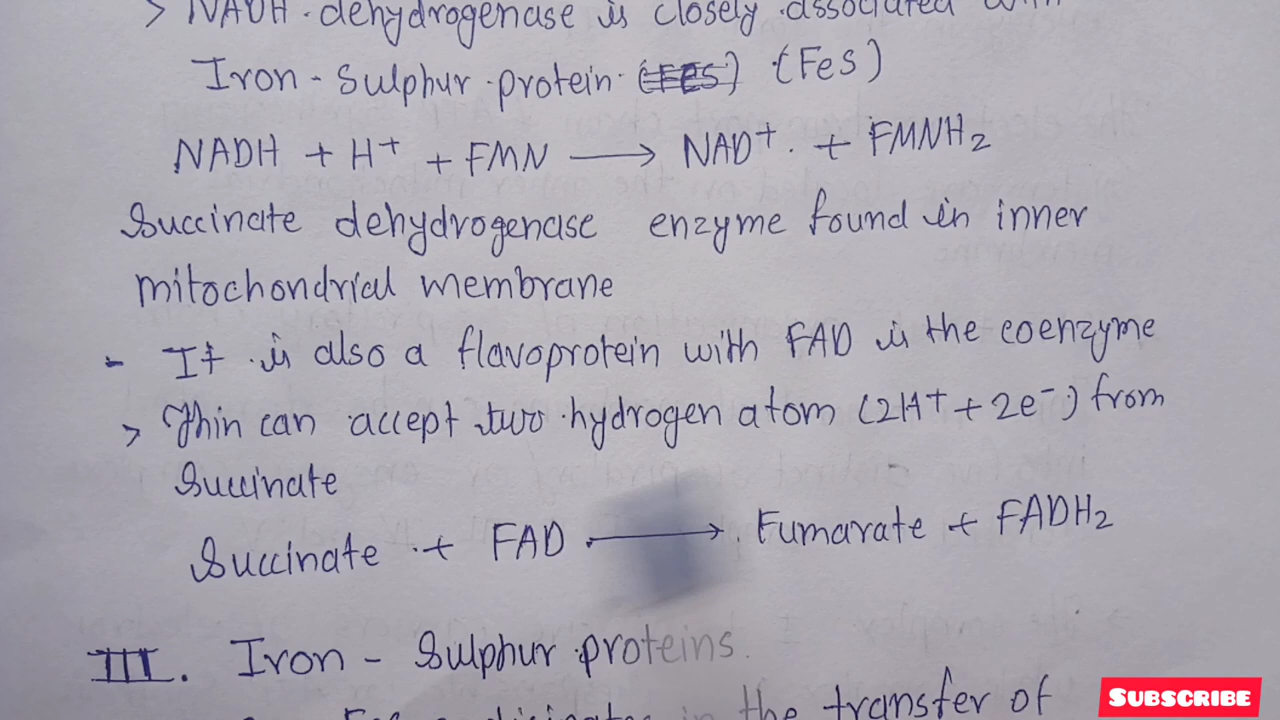 > NADH dehydrogenase is closely associated with
Iron - Sulphur protein (FeS) (FeS)
NADH + H+ + FMN ⟶ NAD+ + FMNH2
Succinate dehydrogenase enzyme found in inner
mitochondrial membrane
- It is also a flavoprotein with FAD is the coenzyme
> Thin can accept two hydrogen atom (2H+ + 2e-) from
Succinate
Succinate + FAD ⟶ Fumarate + FADH2
III. Iron - Sulphur proteins.
in the transfer of
SUBSCRIBE